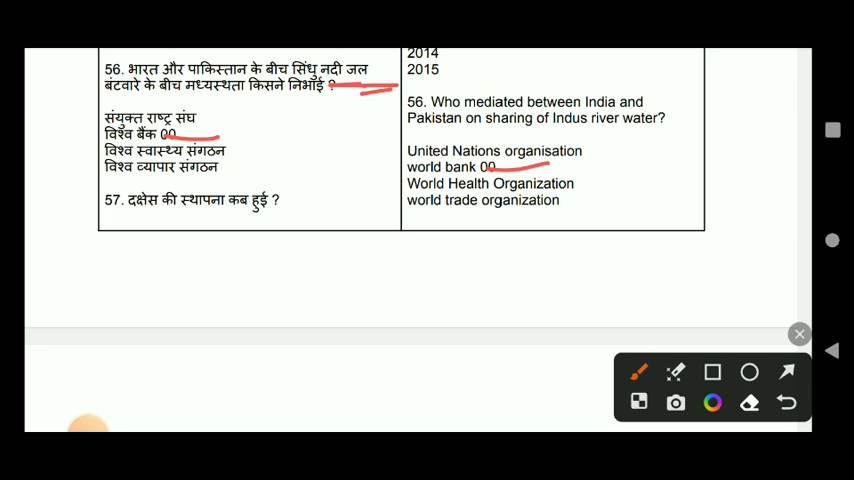 56. भारत और पाकिस्तान के बीच सिंधु नदी जल
बंटवारे के बीच मध्यस्थता किसने निभाई ?
संयुक्त राष्ट्र संघ
विश्व बैंक 00
विश्व स्वास्थ्य संगठन
विश्व व्यापार संगठन
57. दक्षेस की स्थापना कब हुई ?
2014
2015
56. Who mediated between India and
Pakistan on sharing of Indus river water?
United Nations organisation
world bank 00
World Health Organization
world trade organization